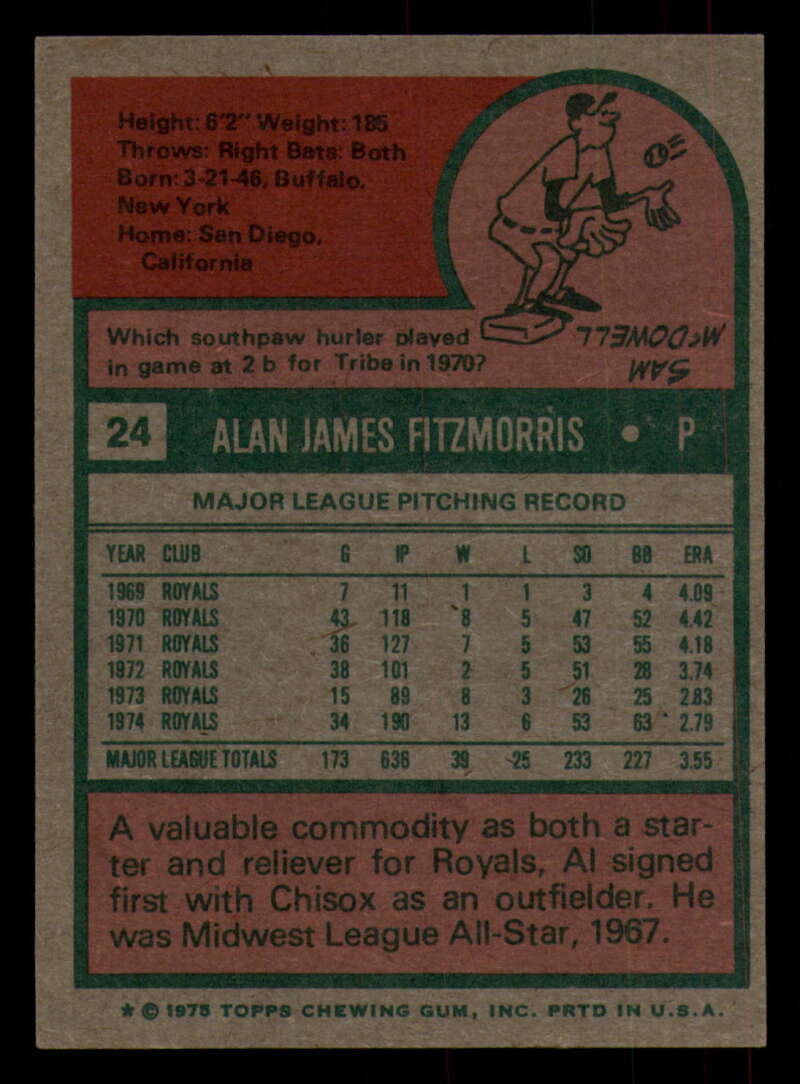 Height: 6'2" Weight: 185
Throws: Right Bats: Both
Born: 3-21-46, Buffalo,
New York
Home: San Diego,
California
Which southpaw hurler played
in game at 2 b for Tribe in 1970?
SAM
McDOWELL
24 ALAN JAMES FITZMORRIS • P
MAJOR LEAGUE PITCHING RECORD
YEAR CLUB G IP W L SO BB ERA
1969 ROYALS 7 11 1 1 3 4 4.09
1970 ROYALS 43 118 8 5 47 52 4.42
1971 ROYALS 36 127 7 5 53 55 4.18
1972 ROYALS 38 101 2 5 51 28 3.74
1973 ROYALS 15 89 8 3 26 25 2.83
1974 ROYALS 34 190 13 6 53 63 2.79
MAJOR LEAGUE TOTALS 173 636 39 25 233 227 3.55
A valuable commodity as both a star-
ter and reliever for Royals, Al signed
first with Chisox as an outfielder. He
was Midwest League All-Star, 1967.
* © 1975 TOPPS CHEWING GUM, INC. PRTD IN U.S.A.